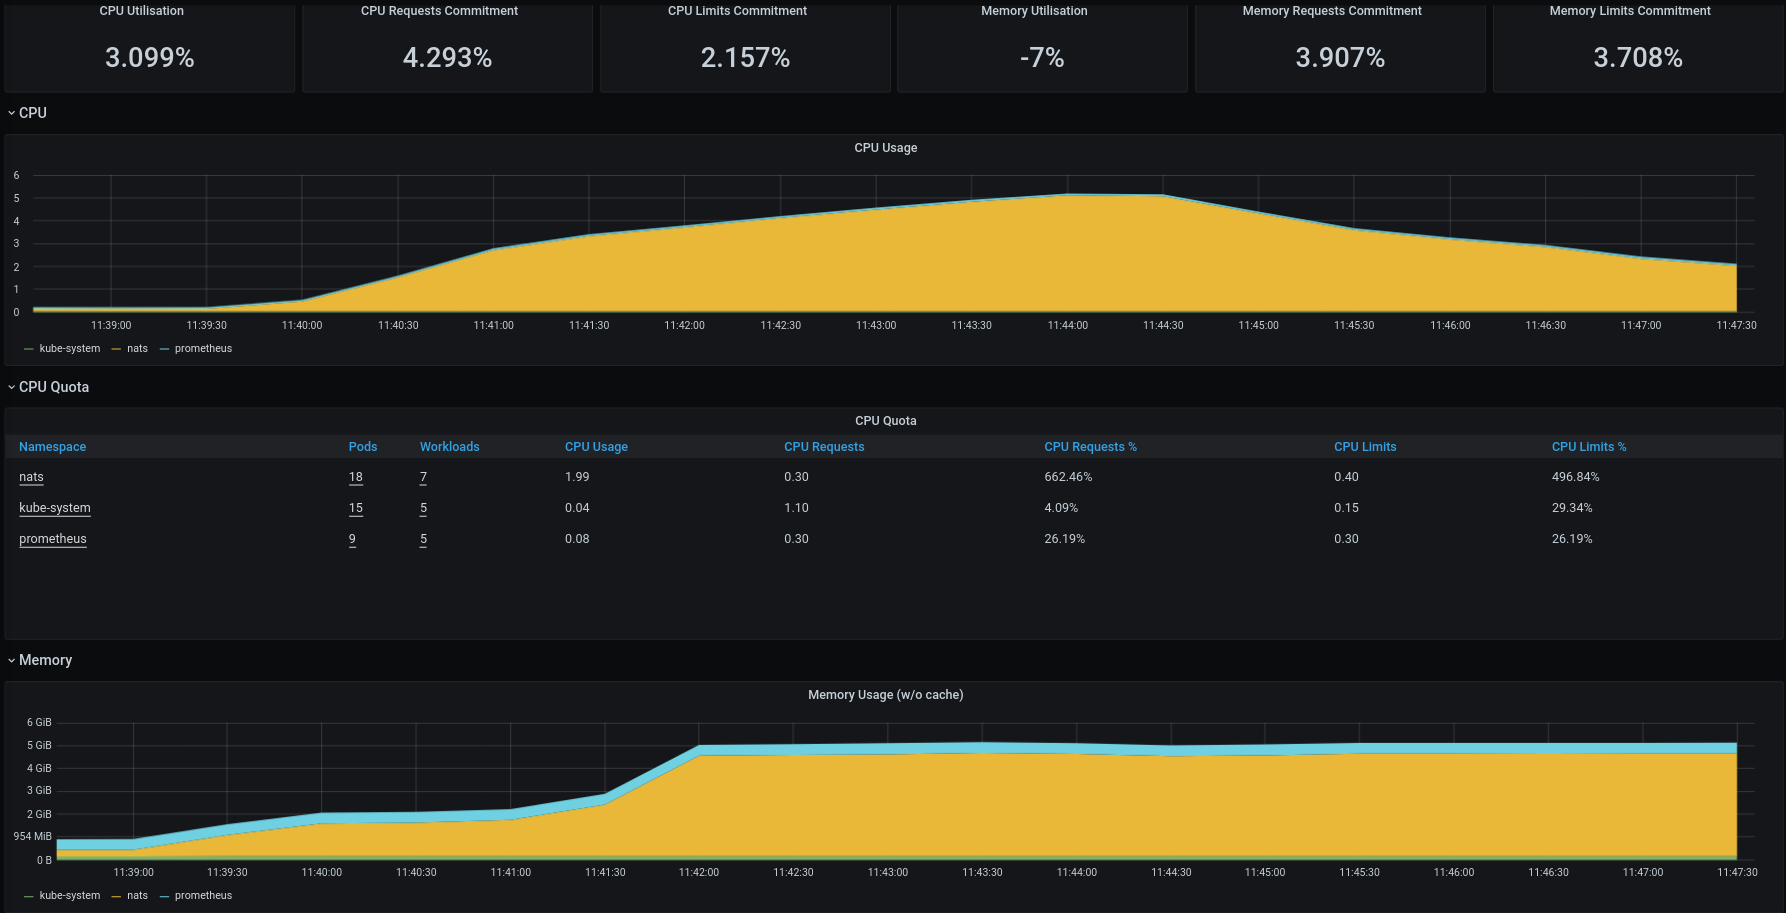 CPU Utilisation CPU Requests Commitment CPU Limits Commitment Memory Utilisation Memory Requests Commitment Memory Limits Commitment
3.099% 4.293% 2.157% -7% 3.907% 3.708%
CPU
CPU Usage
6
5
4
3
2
1
0
11:39:00 11:39:30 11:40:00 11:40:30 11:41:00 11:41:30 11:42:00 11:42:30 11:43:00 11:43:30 11:44:00 11:44:30 11:45:00 11:45:30 11:46:00 11:46:30 11:47:00 11:47:30
kube-system nats prometheus
CPU Quota
CPU Quota
Namespace Pods Workloads CPU Usage CPU Requests CPU Requests % CPU Limits CPU Limits %
nats 18 7 1.99 0.30 662.46% 0.40 496.84%
kube-system 15 5 0.04 1.10 4.09% 0.15 29.34%
prometheus 9 5 0.08 0.30 26.19% 0.30 26.19%
Memory
Memory Usage (w/o cache)
6 GiB
5 GiB
4 GiB
3 GiB
2 GiB
954 MiB
0 B
11:39:00 11:39:30 11:40:00 11:40:30 11:41:00 11:41:30 11:42:00 11:42:30 11:43:00 11:43:30 11:44:00 11:44:30 11:45:00 11:45:30 11:46:00 11:46:30 11:47:00 11:47:30
kube-system nats prometheus